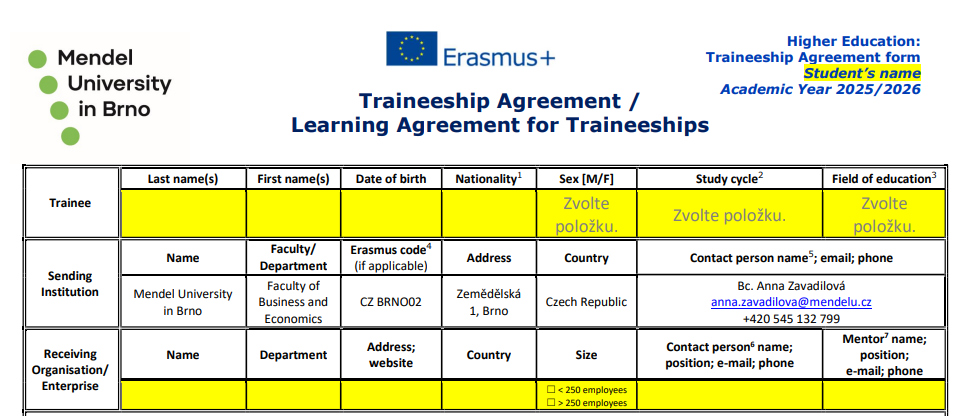 Mendel
University
in Brno
Erasmus+
Higher Education:
Traineeship Agreement form
Student's name
Academic Year 2025/2026
Traineeship Agreement /
Learning Agreement for Traineeships
Trainee
Last name(s)
First name(s)
Date of birth
Nationality1
Sex [M/F]
Study cycle2
Field of education3
Zvolte
položku.
Zvolte položku.
Zvolte
položku.
Sending
Institution
Name
Faculty/
Department
Erasmus code4
(if applicable)
Address
Country
Contact person name5; email; phone
Mendel University
in Brno
Faculty of
Business and
Economics
CZ BRNO02
Zemědělská
1, Brno
Czech Republic
Bc. Anna Zavadilová
anna.zavadilova@mendelu.cz
+420 545 132 799
Receiving
Organisation/
Enterprise
Name
Department
Address;
website
Country
Size
Contact person6 name;
position; e-mail; phone
Mentor7 name;
position;
e-mail; phone
☐ < 250 employees
☐ > 250 employees